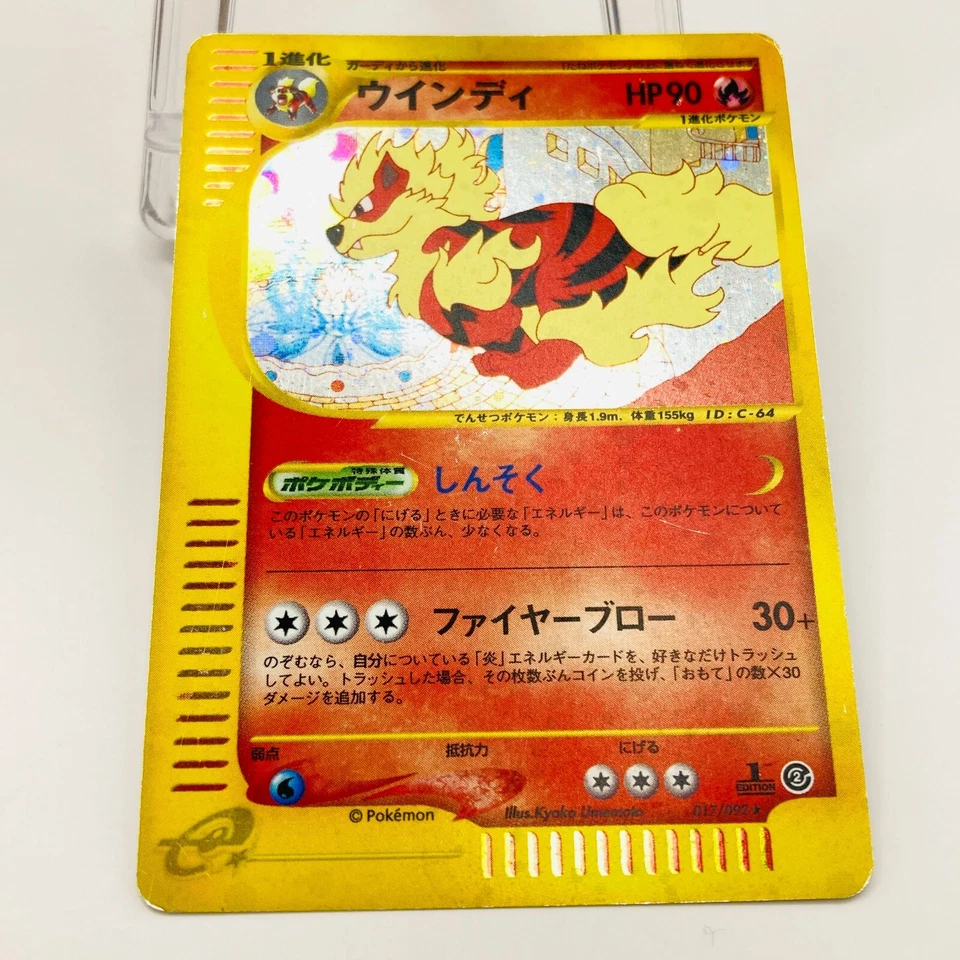 1進化
ガーディから進化
ウインディ HP90
1進化ポケモン
でんせつポケモン：身長1.9m. 体重155kg ID：C-64
特殊体質
ポケボディー しんそく
このポケモンの「にげる」ときに必要な「エネルギー」は、このポケモンについて
いる「エネルギー」の数ぶん、少なくなる。
ファイヤーブロー 30+
のぞむなら、自分についている「炎」エネルギーカードを、好きなだけトラッシュ
してよい。トラッシュした場合、その枚数ぶんコインを投げ、「おもて」の数×30
ダメージを追加する。
弱点 抵抗力 にげる
1 EDITION 2
© Pokémon Illus.Kyoko Umemoto 017/092★
e